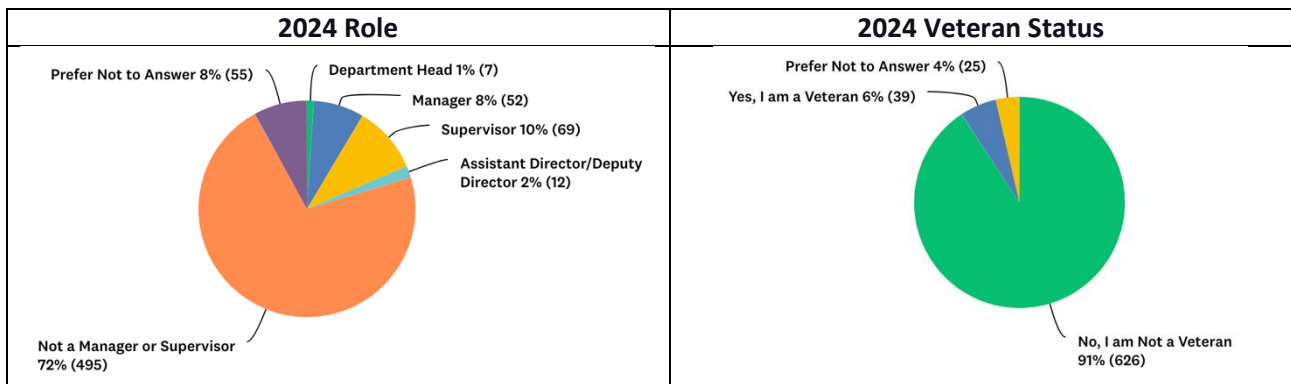 2024 Role
Prefer Not to Answer 8% (55)
Department Head 1% (7)
Manager 8% (52)
Supervisor 10% (69)
Assistant Director/Deputy
Director 2% (12)
Not a Manager or Supervisor
72% (495)
2024 Veteran Status
Prefer Not to Answer 4% (25)
Yes, I am a Veteran 6% (39)
No, I am Not a Veteran
91% (626)